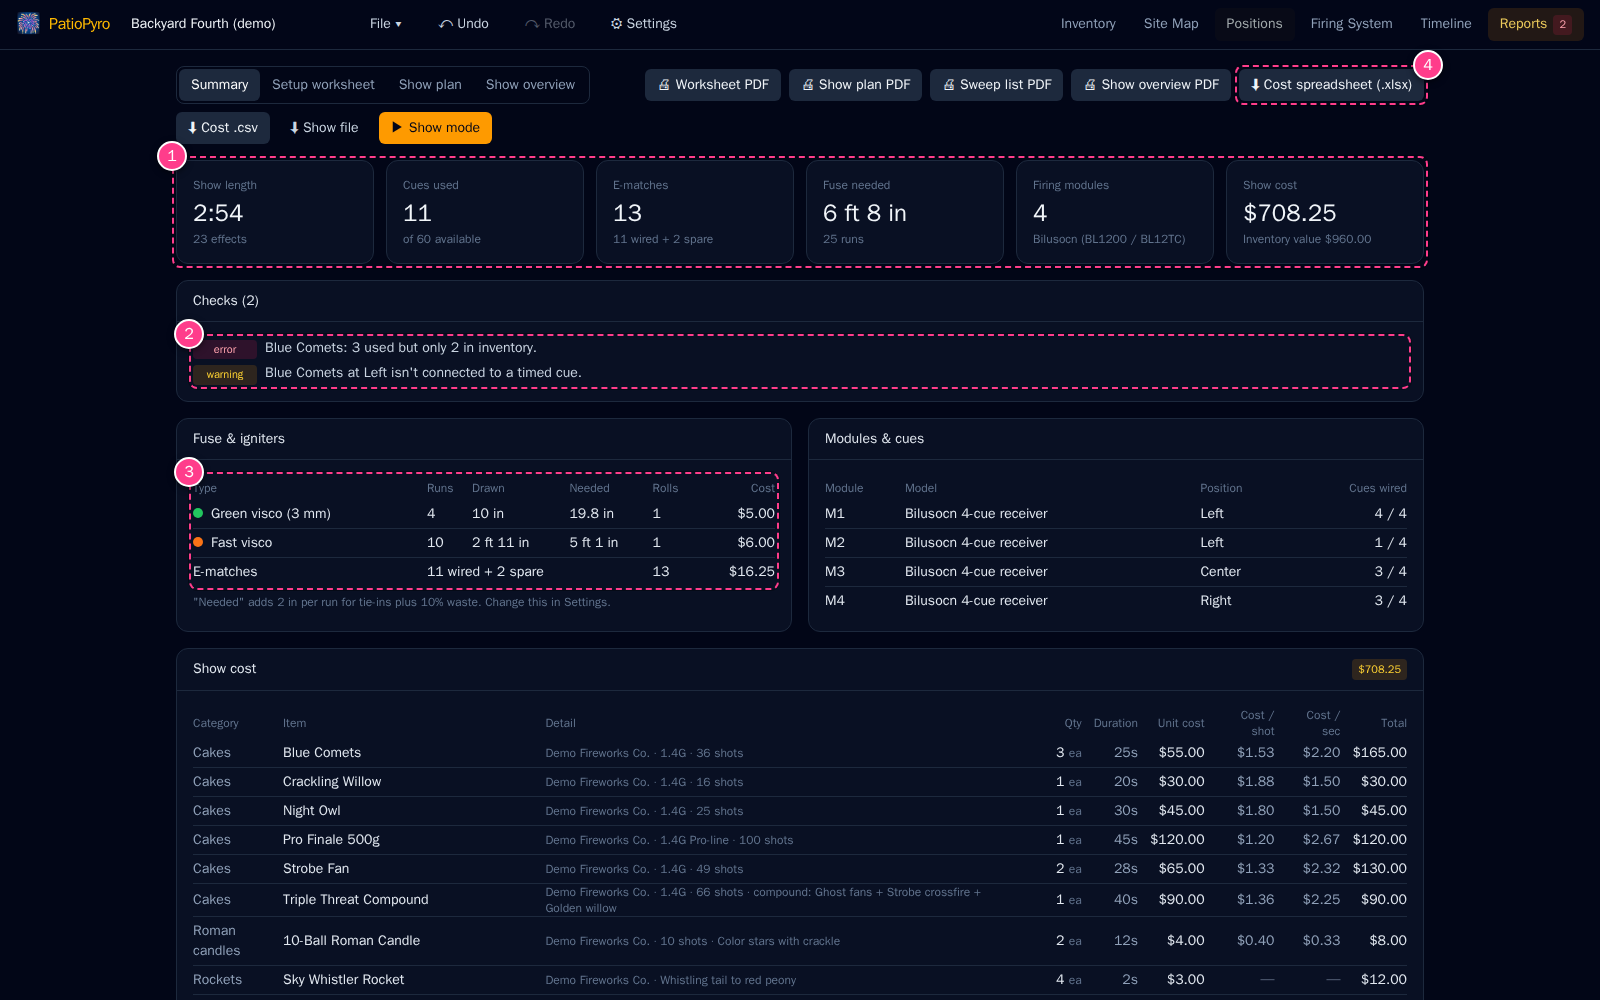 PatioPyro Backyard Fourth (demo) File ▾ Undo Redo Settings Inventory Site Map Positions Firing System Timeline Reports 2
Summary Setup worksheet Show plan Show overview Worksheet PDF Show plan PDF Sweep list PDF Show overview PDF Cost spreadsheet (.xlsx) 4
Cost .csv Show file Show mode
1
Show length Cues used E-matches Fuse needed Firing modules Show cost
2:54 11 13 6 ft 8 in 4 $708.25
23 effects of 60 available 11 wired + 2 spare 25 runs Bilusocn (BL1200 / BL12TC) Inventory value $960.00
Checks (2)
2
error Blue Comets: 3 used but only 2 in inventory.
warning Blue Comets at Left isn't connected to a timed cue.
Fuse & igniters
3
Type Runs Drawn Needed Rolls Cost
Green visco (3 mm) 4 10 in 19.8 in 1 $5.00
Fast visco 10 2 ft 11 in 5 ft 1 in 1 $6.00
E-matches 11 wired + 2 spare 13 $16.25
"Needed" adds 2 in per run for tie-ins plus 10% waste. Change this in Settings.
Modules & cues
Module Model Position Cues wired
M1 Bilusocn 4-cue receiver Left 4 / 4
M2 Bilusocn 4-cue receiver Left 1 / 4
M3 Bilusocn 4-cue receiver Center 3 / 4
M4 Bilusocn 4-cue receiver Right 3 / 4
Show cost $708.25
Category Item Detail Qty Duration Unit cost Cost / shot Cost / sec Total
Cakes Blue Comets Demo Fireworks Co. · 1.4G · 36 shots 3 ea 25s $55.00 $1.53 $2.20 $165.00
Cakes Crackling Willow Demo Fireworks Co. · 1.4G · 16 shots 1 ea 20s $30.00 $1.88 $1.50 $30.00
Cakes Night Owl Demo Fireworks Co. · 1.4G · 25 shots 1 ea 30s $45.00 $1.80 $1.50 $45.00
Cakes Pro Finale 500g Demo Fireworks Co. · 1.4G Pro-line · 100 shots 1 ea 45s $120.00 $1.20 $2.67 $120.00
Cakes Strobe Fan Demo Fireworks Co. · 1.4G · 49 shots 2 ea 28s $65.00 $1.33 $2.32 $130.00
Cakes Triple Threat Compound Demo Fireworks Co. · 1.4G · 66 shots · compound: Ghost fans + Strobe crossfire + Golden willow 1 ea 40s $90.00 $1.36 $2.25 $90.00
Roman candles 10-Ball Roman Candle Demo Fireworks Co. · 10 shots · Color stars with crackle 2 ea 12s $4.00 $0.40 $0.33 $8.00
Rockets Sky Whistler Rocket Demo Fireworks Co. · Whistling tail to red peony 4 ea 2s $3.00 — — $12.00